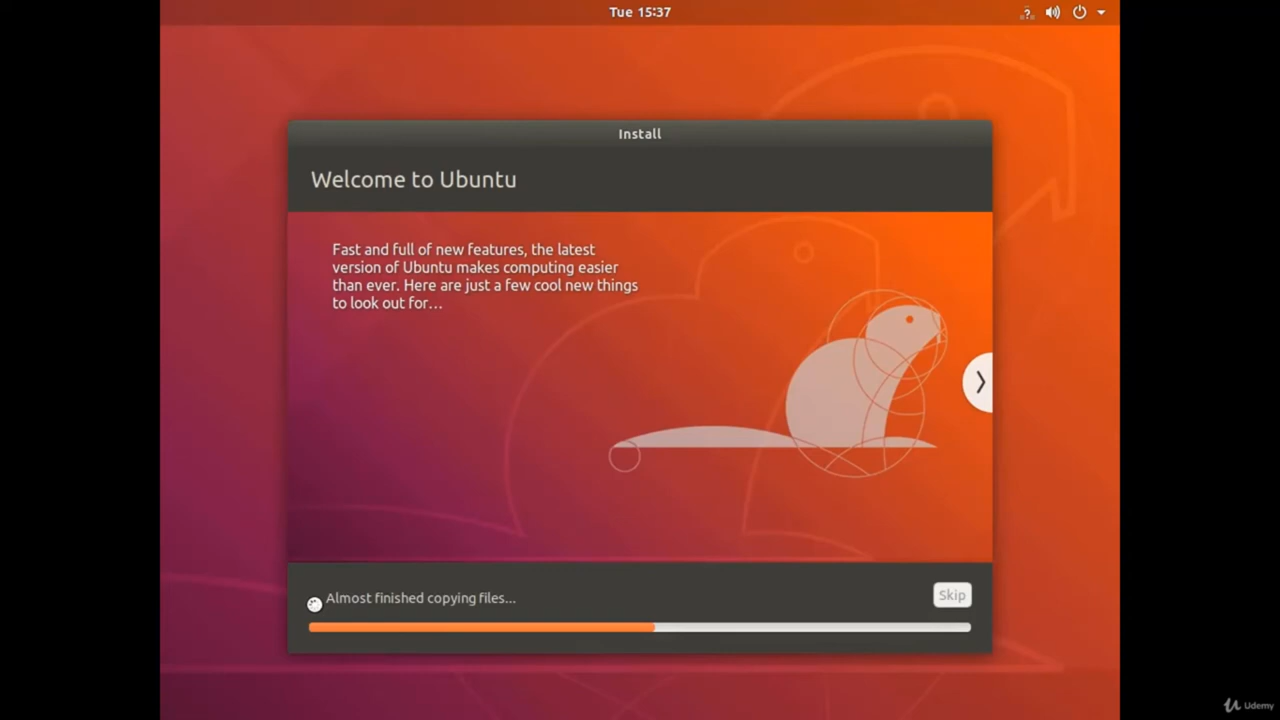 Tue 15:37
?
Install
Welcome to Ubuntu
Fast and full of new features, the latest
version of Ubuntu makes computing easier
than ever. Here are just a few cool new things
to look out for...
Almost finished copying files...
Skip
Udemy